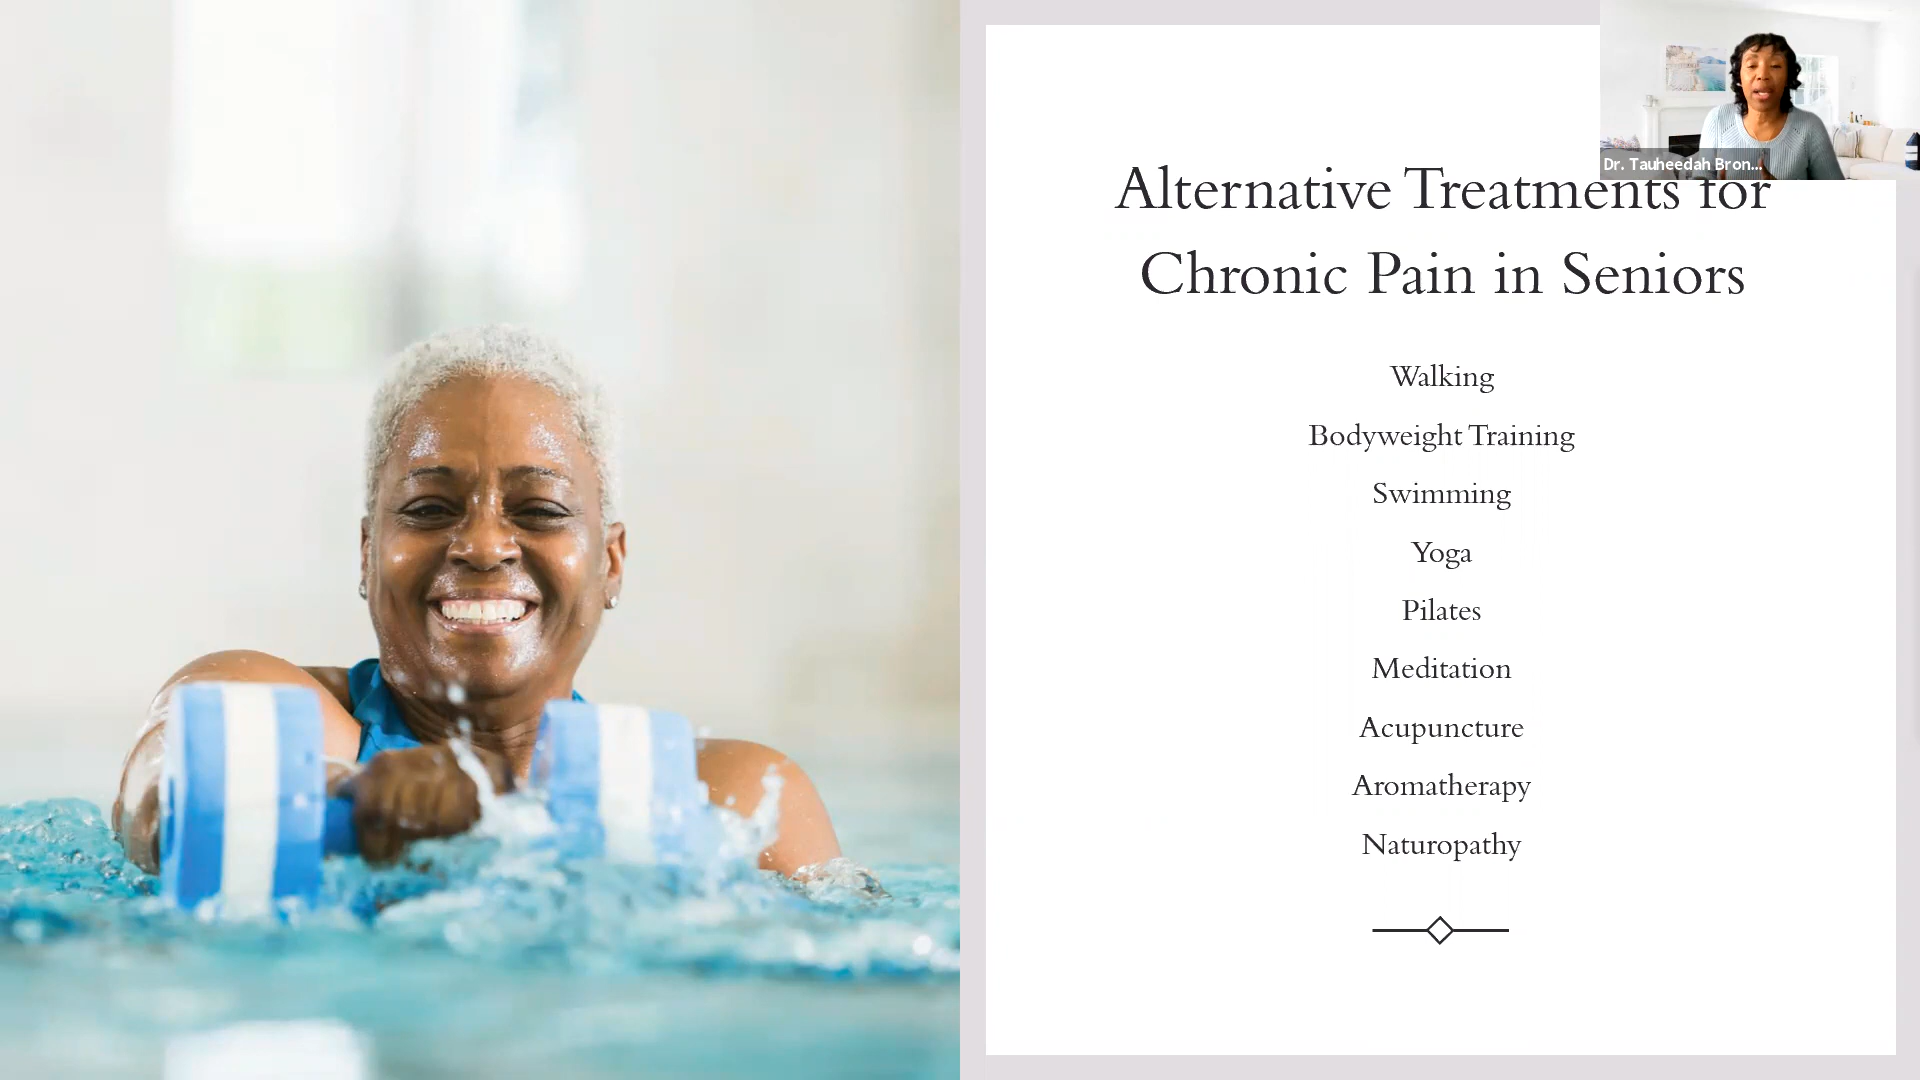 Dr. Tauheedah Bron...
Alternative Treatments for
Chronic Pain in Seniors
Walking
Bodyweight Training
Swimming
Yoga
Pilates
Meditation
Acupuncture
Aromatherapy
Naturopathy